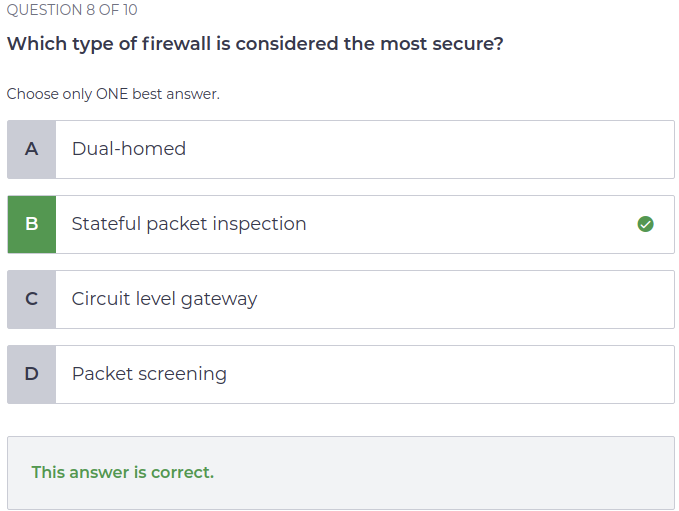 QUESTION 8 OF 10
Which type of firewall is considered the most secure?
Choose only ONE best answer.
A Dual-homed
B Stateful packet inspection
C Circuit level gateway
D Packet screening
This answer is correct.